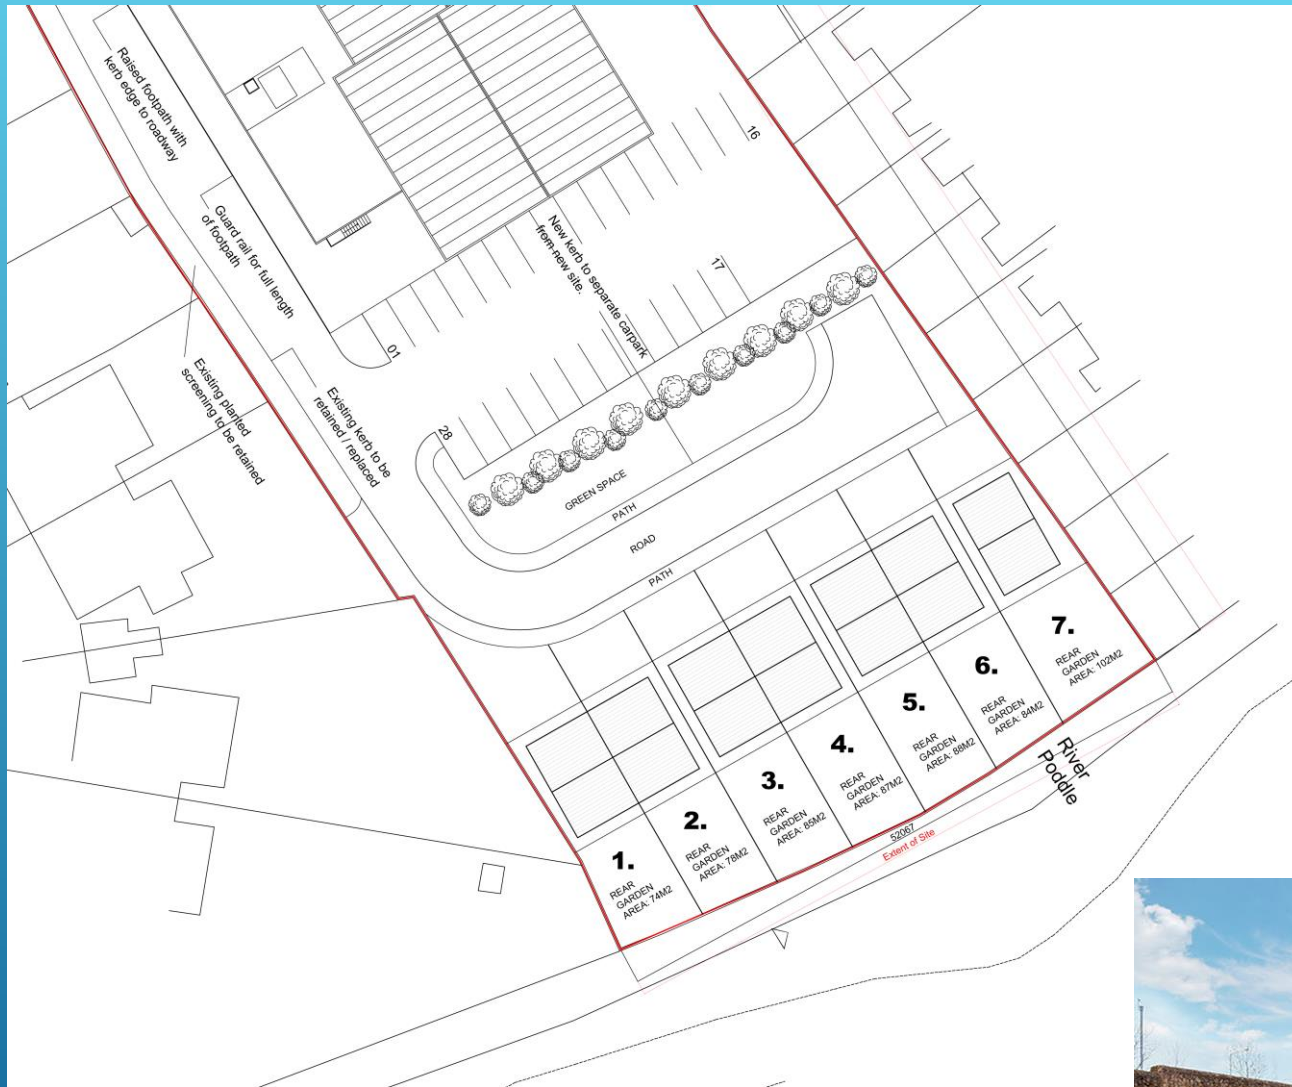 Raised footpath with
kerb edge to roadway
Guard rail for full length
of footpath
Existing planted
screening to be retained
Existing kerb to be
retained / replaced
New kerb to separate carpark
from new site.
16
17
01
28
GREEN SPACE
PATH
ROAD
PATH
1.
REAR
GARDEN
AREA: 74M2
2.
REAR
GARDEN
AREA: 78M2
3.
REAR
GARDEN
AREA: 85M2
4.
REAR
GARDEN
AREA: 87M2
5.
REAR
GARDEN
AREA: 88M2
6.
REAR
GARDEN
AREA: 84M2
7.
REAR
GARDEN
AREA: 102M2
River
Poddle
52067
Extent of Site